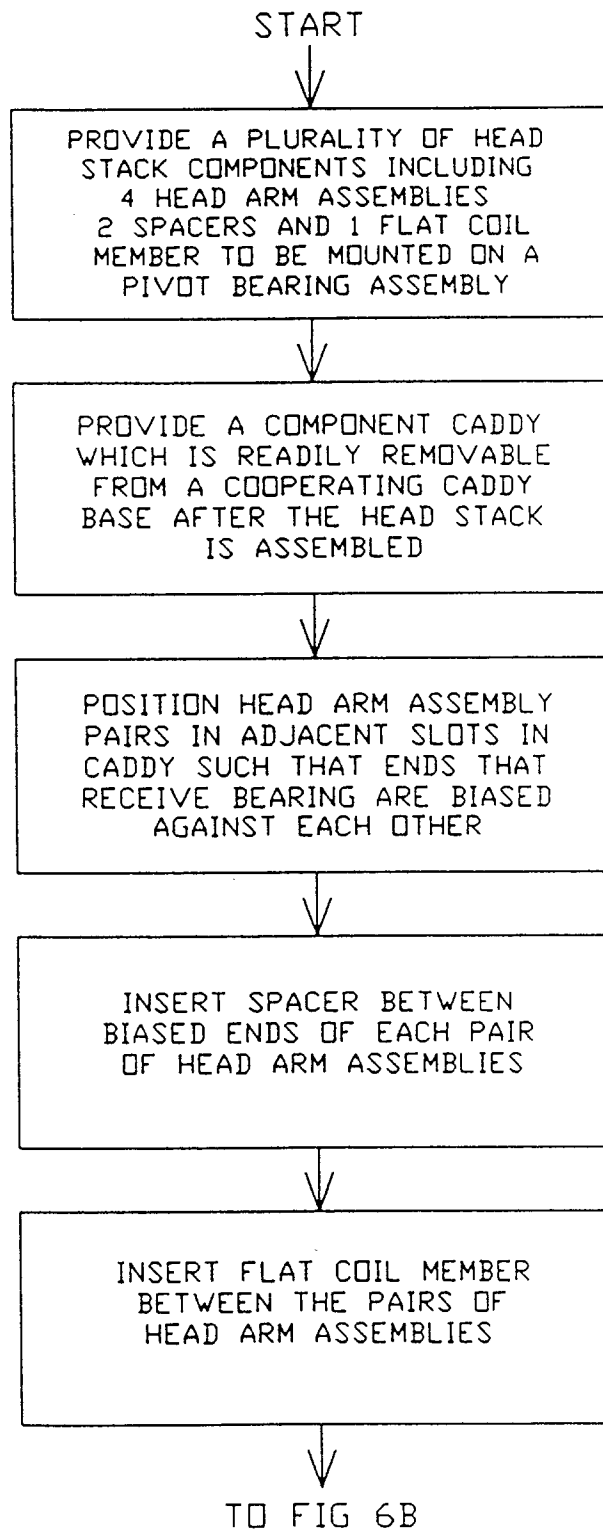 START
PROVIDE A PLURALITY OF HEAD
STACK COMPONENTS INCLUDING
4 HEAD ARM ASSEMBLIES
2 SPACERS AND 1 FLAT COIL
MEMBER TO BE MOUNTED ON A
PIVOT BEARING ASSEMBLY
PROVIDE A COMPONENT CADDY
WHICH IS READILY REMOVABLE
FROM A COOPERATING CADDY
BASE AFTER THE HEAD STACK
IS ASSEMBLED
POSITION HEAD ARM ASSEMBLY
PAIRS IN ADJACENT SLOTS IN
CADDY SUCH THAT ENDS THAT
RECEIVE BEARING ARE BIASED
AGAINST EACH OTHER
INSERT SPACER BETWEEN
BIASED ENDS OF EACH PAIR
OF HEAD ARM ASSEMBLIES
INSERT FLAT COIL MEMBER
BETWEEN THE PAIRS OF
HEAD ARM ASSEMBLIES
TO FIG 6B